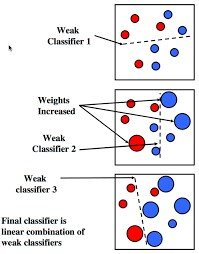 Weak
Classifier 1
Weights
Increased
Weak
Classifier 2
Weak
classifier 3
Final classifier is
linear combination of
weak classifiers